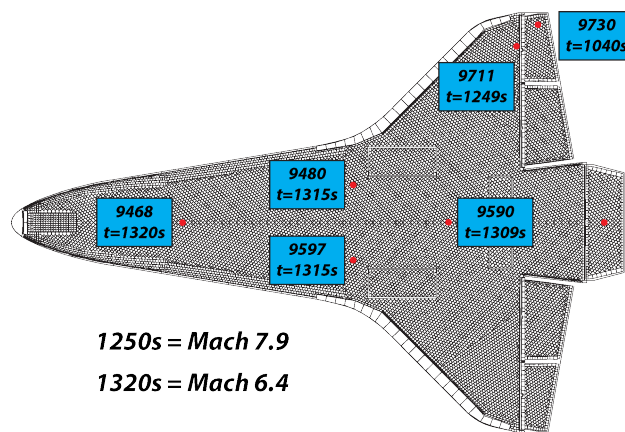 9730
t=1040s
9711
t=1249s
9480
t=1315s
9468
t=1320s
9590
t=1309s
9597
t=1315s
1250s = Mach 7.9
1320s = Mach 6.4